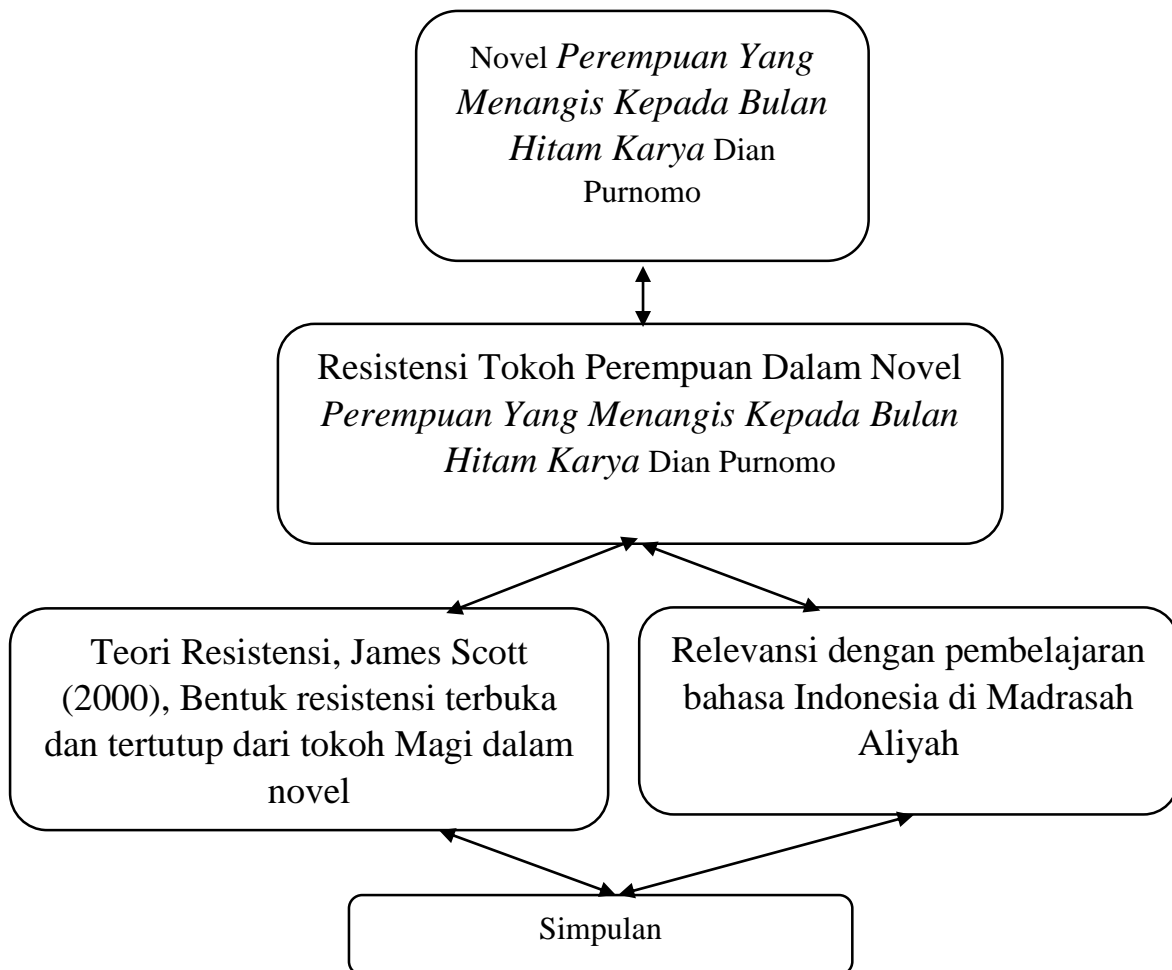 Novel Perempuan Yang
Menangis Kepada Bulan
Hitam Karya Dian
Purnomo
Resistensi Tokoh Perempuan Dalam Novel
Perempuan Yang Menangis Kepada Bulan
Hitam Karya Dian Purnomo
Teori Resistensi, James Scott
(2000), Bentuk resistensi terbuka
dan tertutup dari tokoh Magi dalam
novel
Relevansi dengan pembelajaran
bahasa Indonesia di Madrasah
Aliyah
Simpulan